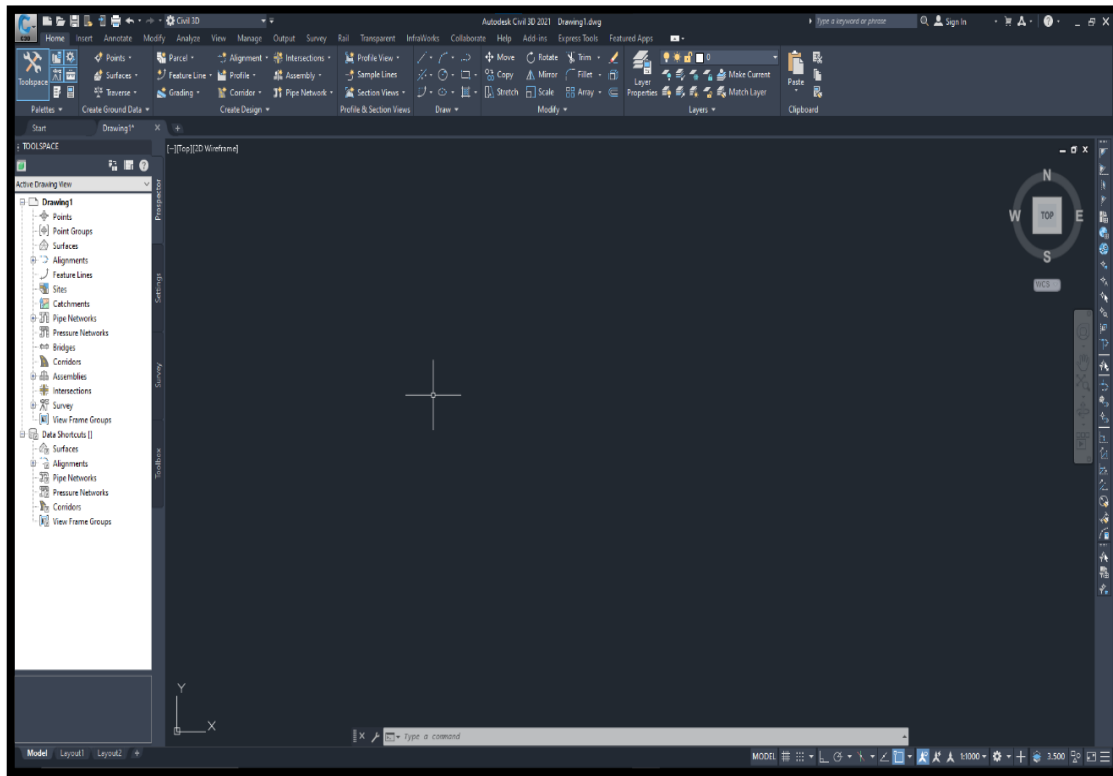 Civil 3D Autodesk Civil 3D 2021 Drawing1.dwg Type a keyword or phrase Sign In
Home Insert Annotate Modify Analyze View Manage Output Survey Rail Transparent InfraWorks Collaborate Help Add-ins Express Tools Featured Apps
Points Parcel Alignment Intersections Profile View Move Rotate Trim 0
Toolspace Surfaces Feature Line Profile Assembly Sample Lines Copy Mirror Fillet Layer Properties Make Current Paste
Traverse Grading Corridor Pipe Network Section Views Stretch Scale Array Match Layer
Palettes Create Ground Data Create Design Profile & Section Views Draw Modify Layers Clipboard
Start Drawing1*
TOOLSPACE
[-][Top][2D Wireframe]
Active Drawing View
Drawing1
Points
Point Groups
Surfaces
Alignments
Feature Lines
Sites
Catchments
Pipe Networks
Pressure Networks
Bridges
Corridors
Assemblies
Intersections
Survey
View Frame Groups
Data Shortcuts []
Surfaces
Alignments
Pipe Networks
Pressure Networks
Corridors
View Frame Groups
Prospector
Settings
Survey
Toolbox
N
W TOP E
S
WCS
Y
X
Type a command
Model Layout1 Layout2
MODEL 1:1000 3.500